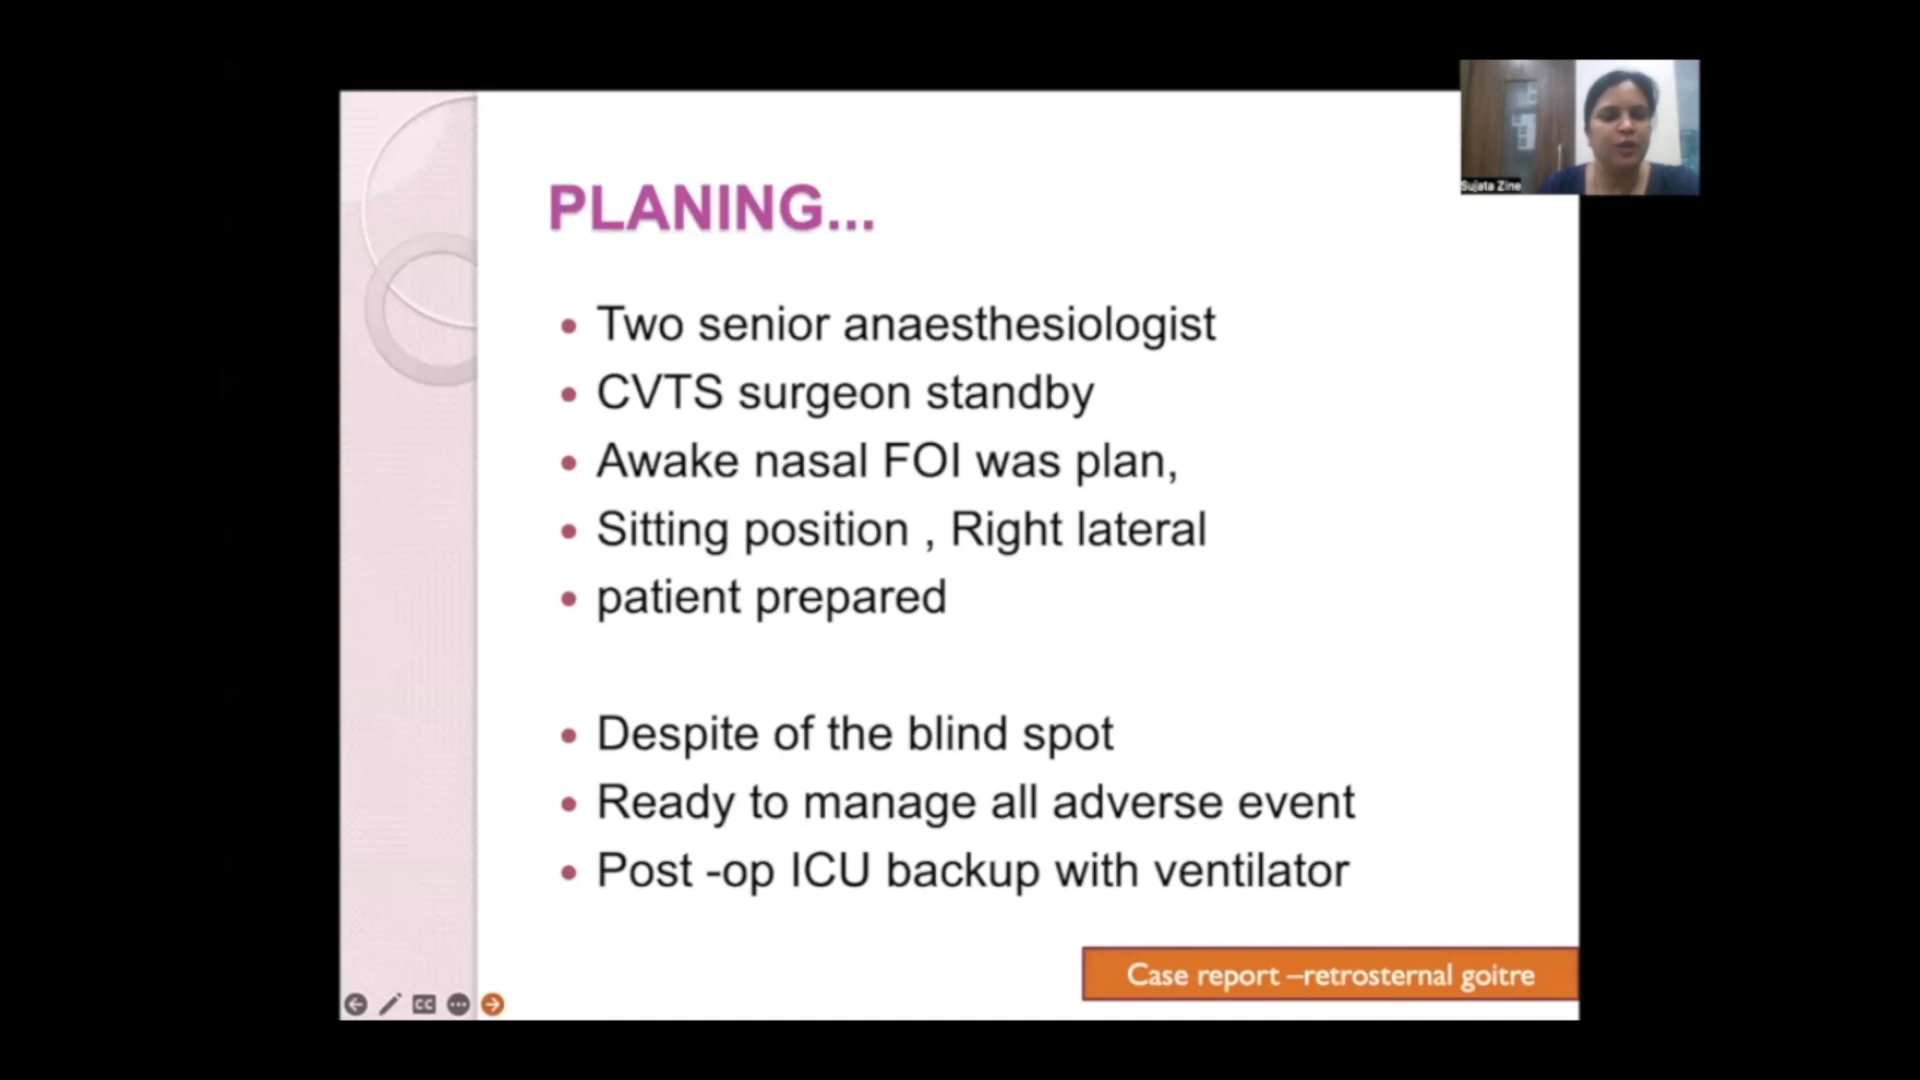 Sujata Zine
PLANING...
• Two senior anaesthesiologist
• CVTS surgeon standby
• Awake nasal FOI was plan,
• Sitting position , Right lateral
• patient prepared
• Despite of the blind spot
• Ready to manage all adverse event
• Post -op ICU backup with ventilator
Case report –retrosternal goitre
CC